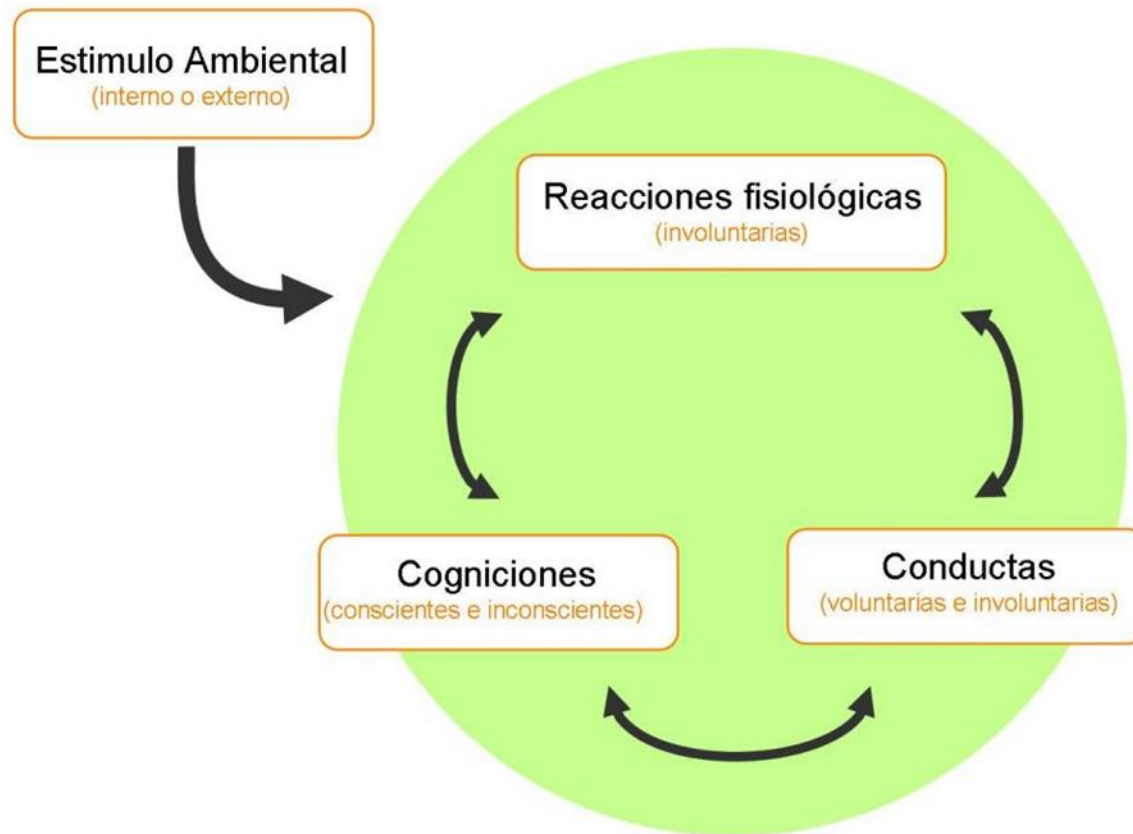 Estimulo Ambiental
(interno o externo)
Reacciones fisiológicas
(involuntarias)
Cogniciones
(conscientes e inconscientes)
Conductas
(voluntarias e involuntarias)